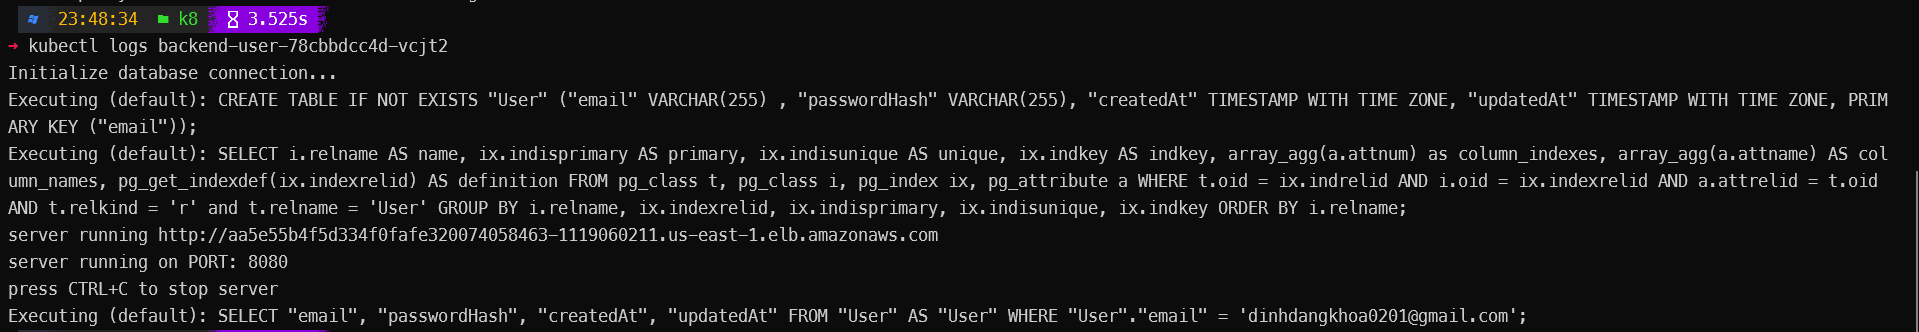 23:48:34 k8 3.525s
→ kubectl logs backend-user-78cbbdcc4d-vcjt2
Initialize database connection...
Executing (default): CREATE TABLE IF NOT EXISTS "User" ("email" VARCHAR(255) , "passwordHash" VARCHAR(255), "createdAt" TIMESTAMP WITH TIME ZONE, "updatedAt" TIMESTAMP WITH TIME ZONE, PRIM
ARY KEY ("email"));
Executing (default): SELECT i.relname AS name, ix.indisprimary AS primary, ix.indisunique AS unique, ix.indkey AS indkey, array_agg(a.attnum) as column_indexes, array_agg(a.attname) AS col
umn_names, pg_get_indexdef(ix.indexrelid) AS definition FROM pg_class t, pg_class i, pg_index ix, pg_attribute a WHERE t.oid = ix.indrelid AND i.oid = ix.indexrelid AND a.attrelid = t.oid
AND t.relkind = 'r' and t.relname = 'User' GROUP BY i.relname, ix.indexrelid, ix.indisprimary, ix.indisunique, ix.indkey ORDER BY i.relname;
server running http://aa5e55b4f5d334f0fafe320074058463-1119060211.us-east-1.elb.amazonaws.com
server running on PORT: 8080
press CTRL+C to stop server
Executing (default): SELECT "email", "passwordHash", "createdAt", "updatedAt" FROM "User" AS "User" WHERE "User"."email" = 'dinhdangkhoa0201@gmail.com';